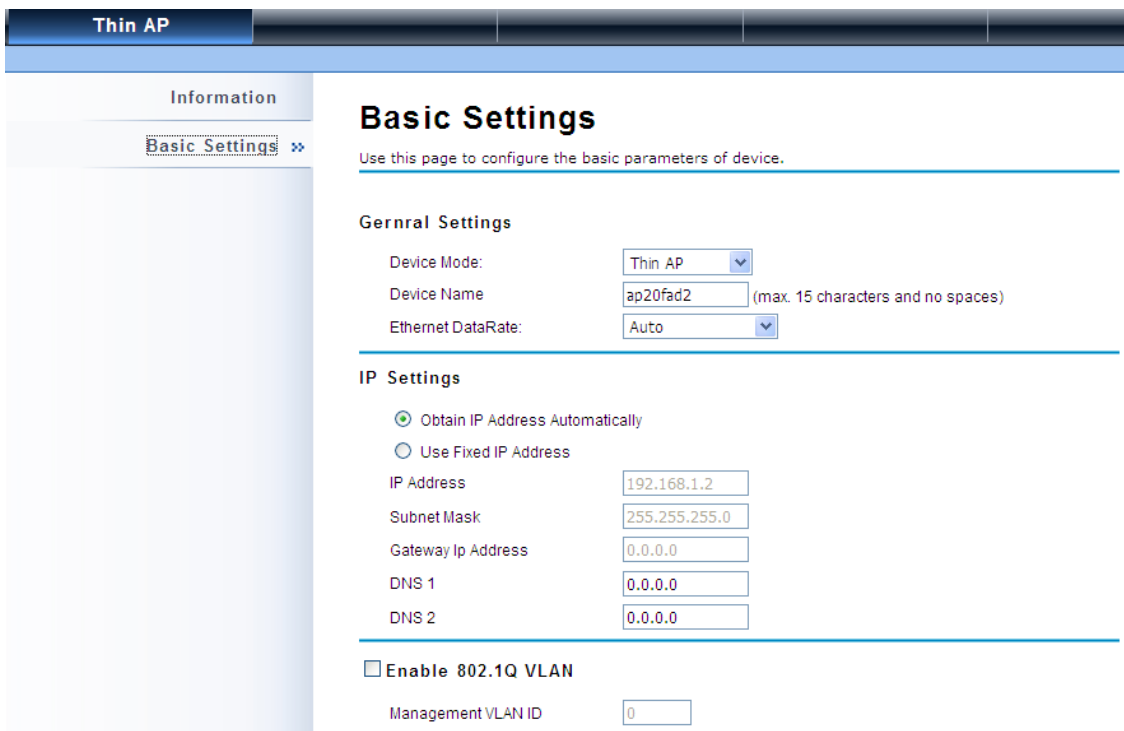 Thin AP
Information
Basic Settings »
Basic Settings
Use this page to configure the basic parameters of device.
Gernral Settings
Device Mode: Thin AP
Device Name ap20fad2 (max. 15 characters and no spaces)
Ethernet DataRate: Auto
IP Settings
Obtain IP Address Automatically
Use Fixed IP Address
IP Address 192.168.1.2
Subnet Mask 255.255.255.0
Gateway Ip Address 0.0.0.0
DNS 1 0.0.0.0
DNS 2 0.0.0.0
Enable 802.1Q VLAN
Management VLAN ID 0